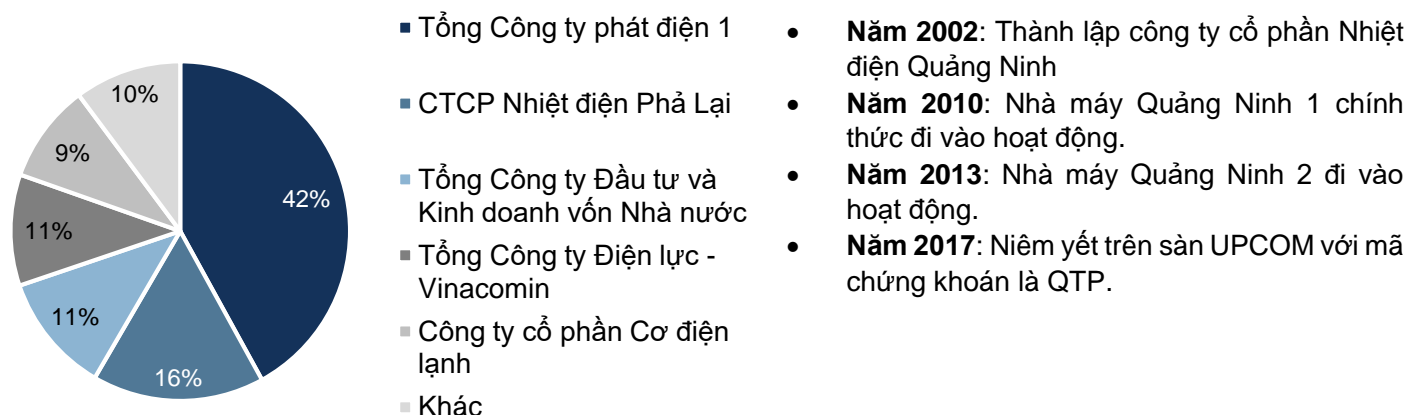 42%
16%
11%
11%
9%
10%
Tổng Công ty phát điện 1
CTCP Nhiệt điện Phả Lại
Tổng Công ty Đầu tư và
Kinh doanh vốn Nhà nước
Tổng Công ty Điện lực -
Vinacomin
Công ty cổ phần Cơ điện
lạnh
Khác
• Năm 2002: Thành lập công ty cổ phần Nhiệt
điện Quảng Ninh
• Năm 2010: Nhà máy Quảng Ninh 1 chính
thức đi vào hoạt động.
• Năm 2013: Nhà máy Quảng Ninh 2 đi vào
hoạt động.
• Năm 2017: Niêm yết trên sàn UPCOM với mã
chứng khoán là QTP.